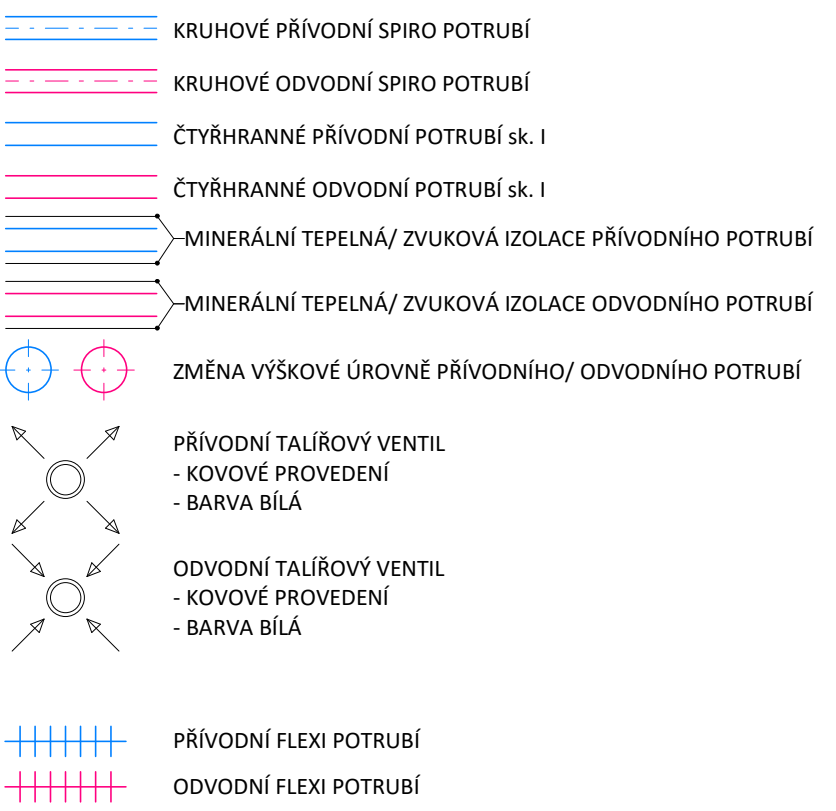 KRUHOVÉ PŘÍVODNÍ SPIRO POTRUBÍ
KRUHOVÉ ODVODNÍ SPIRO POTRUBÍ
ČTYŘHRANNÉ PŘÍVODNÍ POTRUBÍ sk. I
ČTYŘHRANNÉ ODVODNÍ POTRUBÍ sk. I
MINERÁLNÍ TEPELNÁ/ ZVUKOVÁ IZOLACE PŘÍVODNÍHO POTRUBÍ
MINERÁLNÍ TEPELNÁ/ ZVUKOVÁ IZOLACE ODVODNÍHO POTRUBÍ
ZMĚNA VÝŠKOVÉ ÚROVNĚ PŘÍVODNÍHO/ ODVODNÍHO POTRUBÍ
PŘÍVODNÍ TALÍŘOVÝ VENTIL
- KOVOVÉ PROVEDENÍ
- BARVA BÍLÁ
ODVODNÍ TALÍŘOVÝ VENTIL
- KOVOVÉ PROVEDENÍ
- BARVA BÍLÁ
PŘÍVODNÍ FLEXI POTRUBÍ
ODVODNÍ FLEXI POTRUBÍ